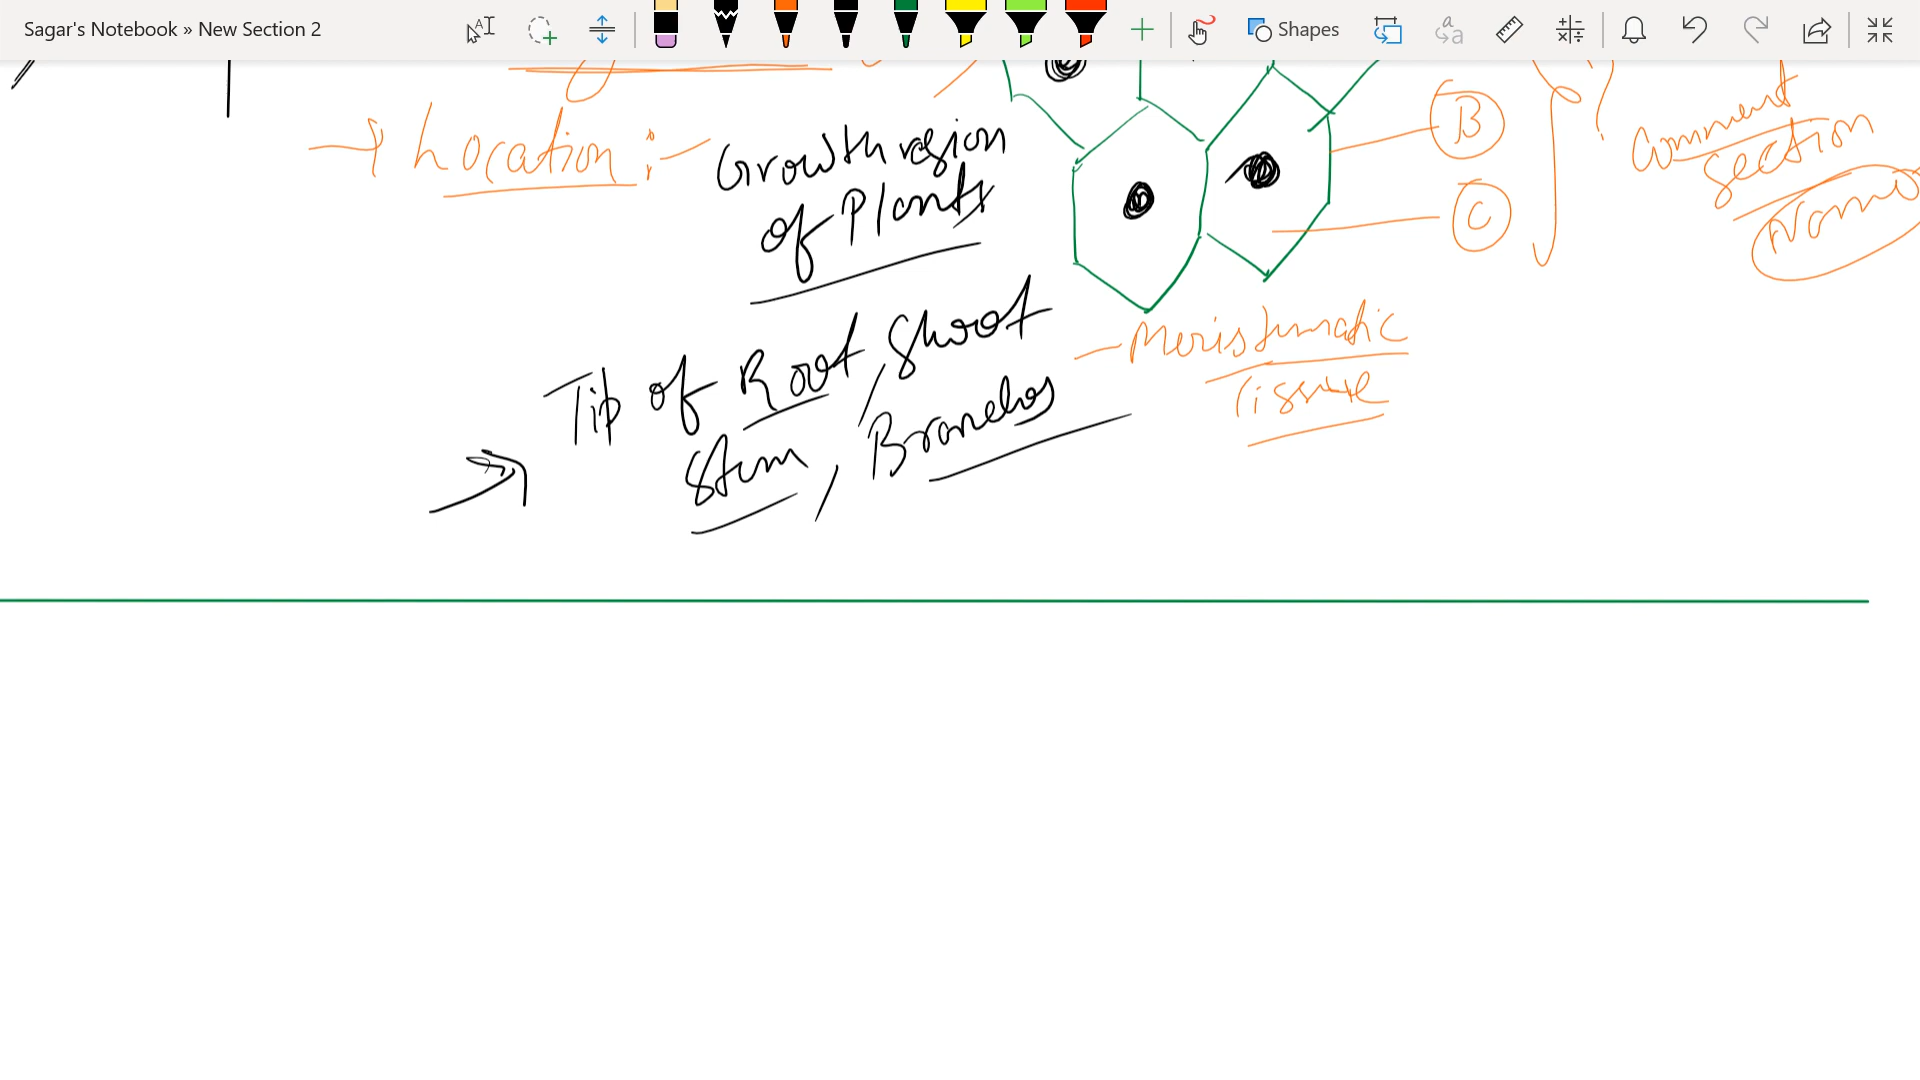 Sagar's Notebook » New Section 2
Shapes
→ Location :- Growth region
of Plants
B
C
Comment
section
Name
Tip of Root, Shoot
Stem, Branches
- Meristematic
Tissue